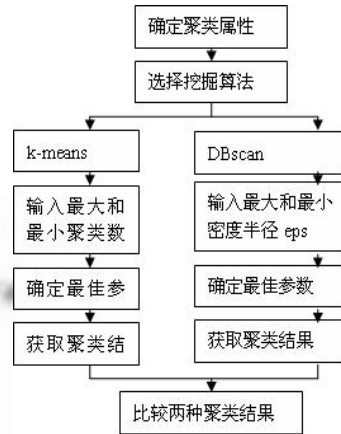 确定聚类属性
选择挖掘算法
k-means
输入最大和
最小聚类数
确定最佳参
获取聚类结
DBscan
输入最大和最小
密度半径 eps
确定最佳参数
获取聚类结果
比较两种聚类结果